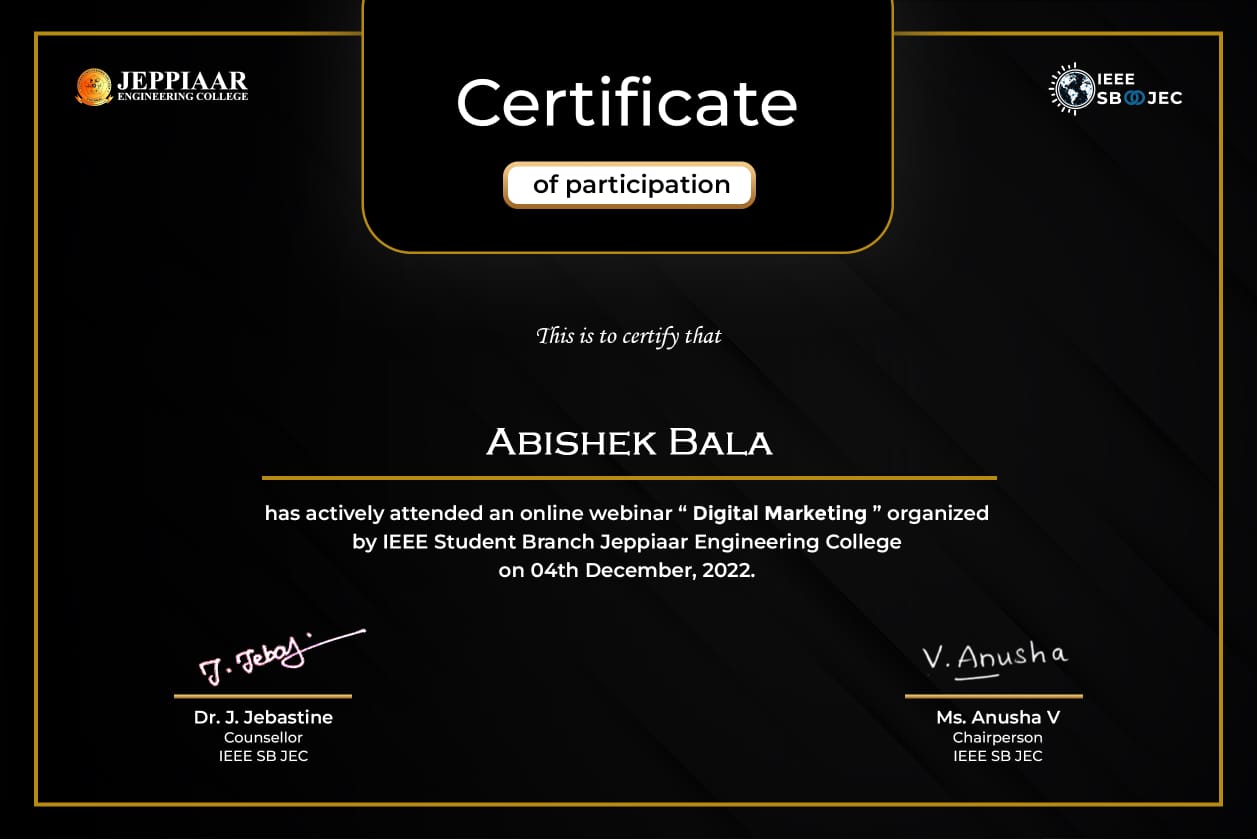 JEPPIAAR
ENGINEERING COLLEGE
IEEE
SB JEC
Certificate
of participation
This is to certify that
ABISHEK BALA
has actively attended an online webinar “ Digital Marketing ” organized
by IEEE Student Branch Jeppiaar Engineering College
on 04th December, 2022.
J. Jebas
V. Anusha
Dr. J. Jebastine
Counsellor
IEEE SB JEC
Ms. Anusha V
Chairperson
IEEE SB JEC